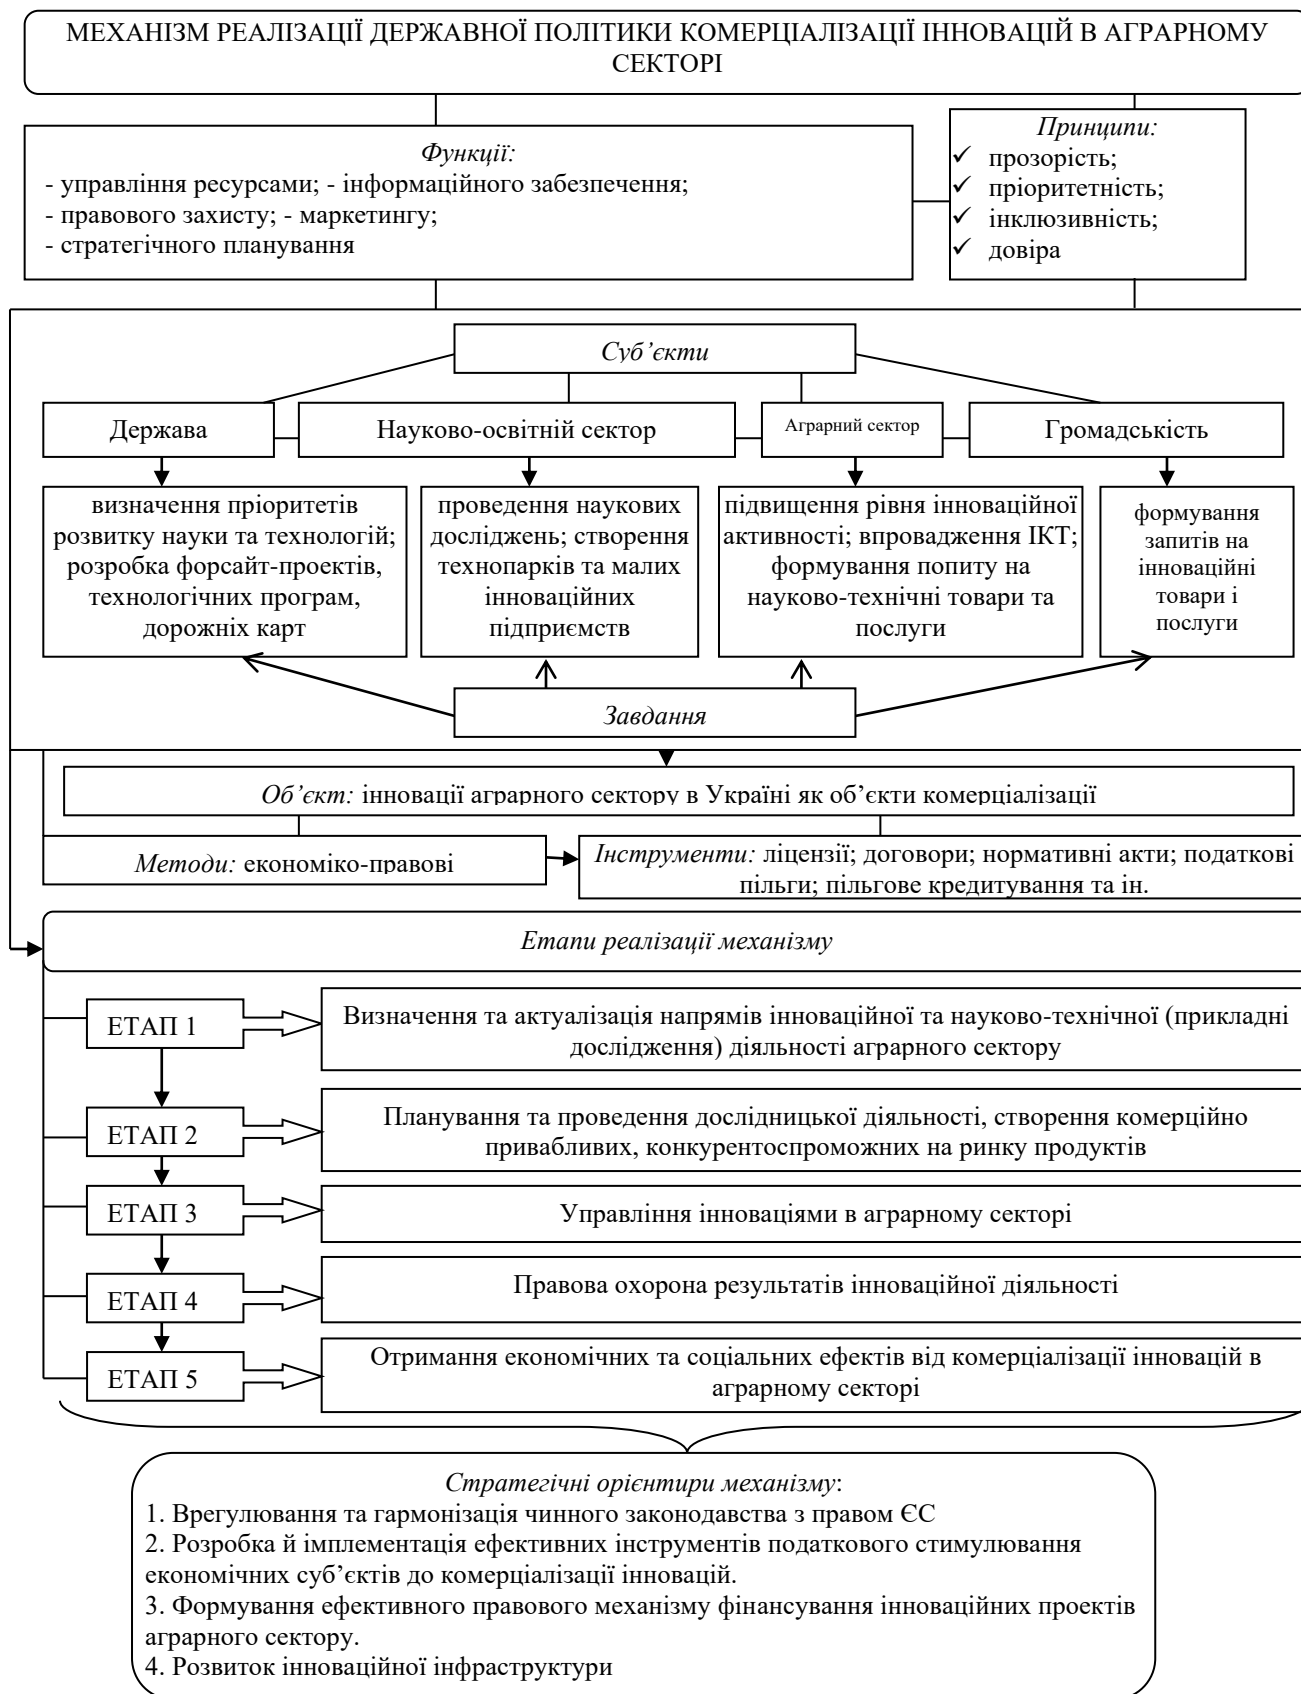 МЕХАНІЗМ РЕАЛІЗАЦІЇ ДЕРЖАВНОЇ ПОЛІТИКИ КОМЕРЦІАЛІЗАЦІЇ ІННОВАЦІЙ В АГРАРНОМУ
СЕКТОРІ
Функції:
- управління ресурсами; - інформаційного забезпечення;
- правового захисту; - маркетингу;
- стратегічного планування
Принципи:
✓ прозорість;
✓ пріоритетність;
✓ інклюзивність;
✓ довіра
Суб’єкти
Держава
Науково-освітній сектор
Аграрний сектор
Громадськість
визначення пріоритетів
розвитку науки та технологій;
розробка форсайт-проектів,
технологічних програм,
дорожніх карт
проведення наукових
досліджень; створення
технопарків та малих
інноваційних
підприємств
підвищення рівня інноваційної
активності; впровадження ІКТ;
формування попиту на
науково-технічні товари та
послуги
формування
запитів на
інноваційні
товари і
послуги
Завдання
Об’єкт: інновації аграрного сектору в Україні як об’єкти комерціалізації
Методи: економіко-правові
Інструменти: ліцензії; договори; нормативні акти; податкові
пільги; пільгове кредитування та ін.
Етапи реалізації механізму
ЕТАП 1
Визначення та актуалізація напрямів інноваційної та науково-технічної (прикладні
дослідження) діяльності аграрного сектору
ЕТАП 2
Планування та проведення дослідницької діяльності, створення комерційно
привабливих, конкурентоспроможних на ринку продуктів
ЕТАП 3
Управління інноваціями в аграрному секторі
ЕТАП 4
Правова охорона результатів інноваційної діяльності
ЕТАП 5
Отримання економічних та соціальних ефектів від комерціалізації інновацій в
аграрному секторі
Стратегічні орієнтири механізму:
1. Врегулювання та гармонізація чинного законодавства з правом ЄС
2. Розробка й імплементація ефективних інструментів податкового стимулювання
економічних суб’єктів до комерціалізації інновацій.
3. Формування ефективного правового механізму фінансування інноваційних проектів
аграрного сектору.
4. Розвиток інноваційної інфраструктури